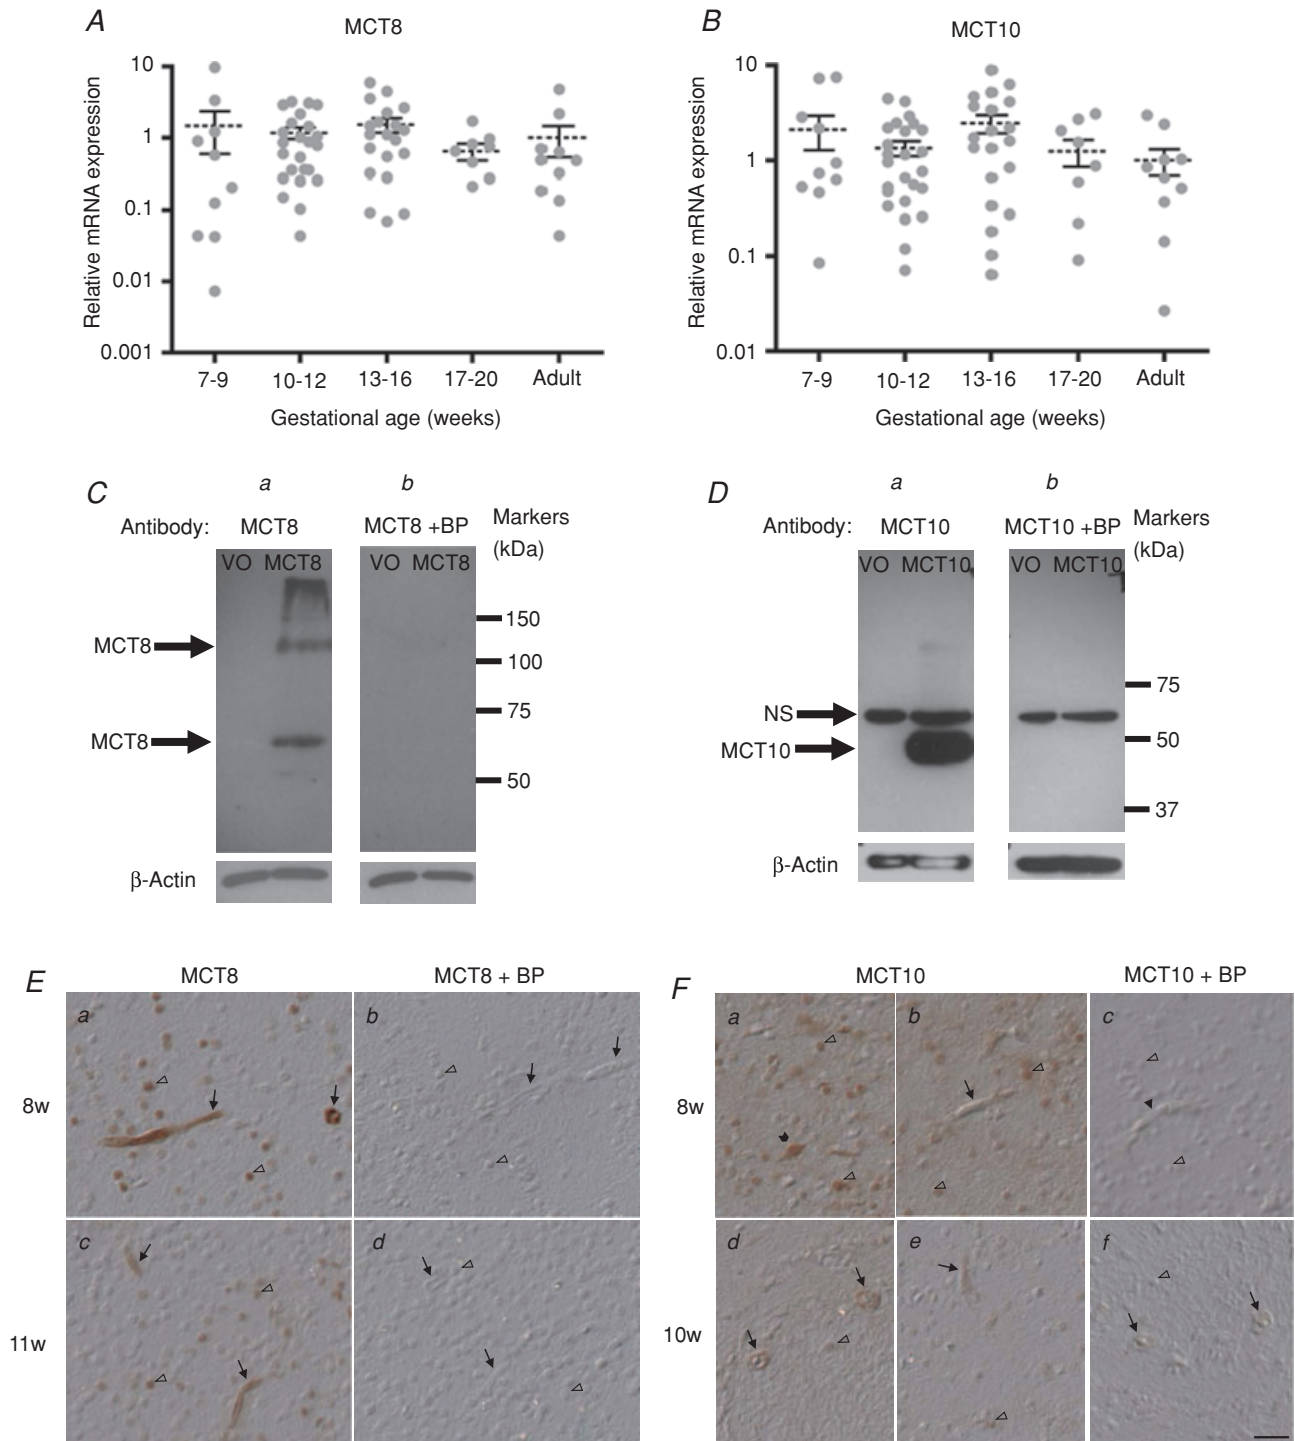 A
MCT8
Relative mRNA expression
10
1
0.1
0.01
0.001
7-9
10-12
13-16
17-20
Adult
Gestational age (weeks)
B
MCT10
Relative mRNA expression
10
1
0.1
0.01
7-9
10-12
13-16
17-20
Adult
Gestational age (weeks)
C
a
b
Antibody:
MCT8
MCT8 +BP
Markers
(kDa)
VO MCT8
VO MCT8
MCT8
MCT8
150
100
75
50
β-Actin
D
a
b
Antibody:
MCT10
MCT10 +BP
Markers
(kDa)
VO MCT10
VO MCT10
NS
MCT10
75
50
37
β-Actin
E
MCT8
MCT8 + BP
8w
a
b
11w
c
d
F
MCT10
MCT10 + BP
8w
a
b
c
10w
d
e
f